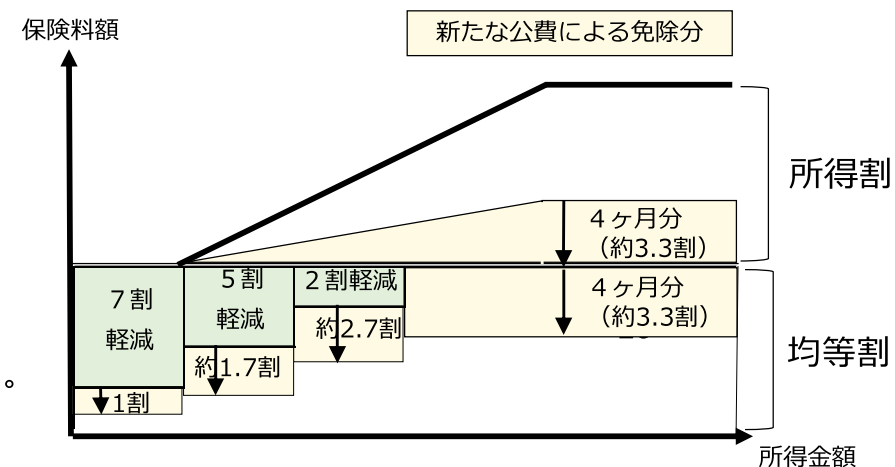 保険料額
新たな公費による免除分
所得割
４ヶ月分
（約3.3割）
７割
軽減
５割
軽減
２割軽減
４ヶ月分
（約3.3割）
約2.7割
約1.7割
1割
均等割
。
所得金額